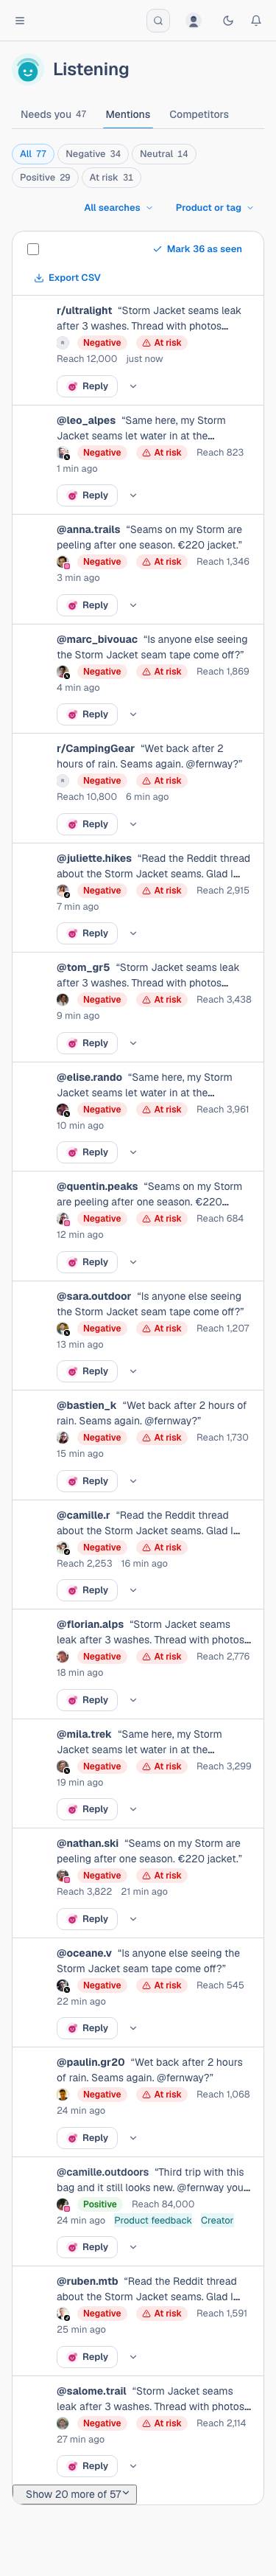 Listening
Needs you 47 Mentions Competitors
All 77 Negative 34 Neutral 14
Positive 29 At risk 31
All searches Product or tag
Mark 36 as seen
Export CSV
r/ultralight “Storm Jacket seams leak
after 3 washes. Thread with photos…
Negative At risk
Reach 12,000 just now
Reply
@leo_alpes “Same here, my Storm
Jacket seams let water in at the…
Negative At risk Reach 823
1 min ago
Reply
@anna.trails “Seams on my Storm are
peeling after one season. €220 jacket.”
Negative At risk Reach 1,346
3 min ago
Reply
@marc_bivouac “Is anyone else seeing
the Storm Jacket seam tape come off?”
Negative At risk Reach 1,869
4 min ago
Reply
r/CampingGear “Wet back after 2
hours of rain. Seams again. @fernway?”
Negative At risk
Reach 10,800 6 min ago
Reply
@juliette.hikes “Read the Reddit thread
about the Storm Jacket seams. Glad I…
Negative At risk Reach 2,915
7 min ago
Reply
@tom_gr5 “Storm Jacket seams leak
after 3 washes. Thread with photos…
Negative At risk Reach 3,438
9 min ago
Reply
@elise.rando “Same here, my Storm
Jacket seams let water in at the…
Negative At risk Reach 3,961
10 min ago
Reply
@quentin.peaks “Seams on my Storm
are peeling after one season. €220…
Negative At risk Reach 684
12 min ago
Reply
@sara.outdoor “Is anyone else seeing
the Storm Jacket seam tape come off?”
Negative At risk Reach 1,207
13 min ago
Reply
@bastien_k “Wet back after 2 hours of
rain. Seams again. @fernway?”
Negative At risk Reach 1,730
15 min ago
Reply
@camille.r “Read the Reddit thread
about the Storm Jacket seams. Glad I…
Negative At risk
Reach 2,253 16 min ago
Reply
@florian.alps “Storm Jacket seams
leak after 3 washes. Thread with photos…
Negative At risk Reach 2,776
18 min ago
Reply
@mila.trek “Same here, my Storm
Jacket seams let water in at the…
Negative At risk Reach 3,299
19 min ago
Reply
@nathan.ski “Seams on my Storm are
peeling after one season. €220 jacket.”
Negative At risk
Reach 3,822 21 min ago
Reply
@oceane.v “Is anyone else seeing the
Storm Jacket seam tape come off?”
Negative At risk Reach 545
22 min ago
Reply
@paulin.gr20 “Wet back after 2 hours
of rain. Seams again. @fernway?”
Negative At risk Reach 1,068
24 min ago
Reply
@camille.outdoors “Third trip with this
bag and it still looks new. @fernway you…
Positive Reach 84,000
24 min ago Product feedback Creator
Reply
@ruben.mtb “Read the Reddit thread
about the Storm Jacket seams. Glad I…
Negative At risk Reach 1,591
25 min ago
Reply
@salome.trail “Storm Jacket seams
leak after 3 washes. Thread with photos…
Negative At risk Reach 2,114
27 min ago
Reply
Show 20 more of 57